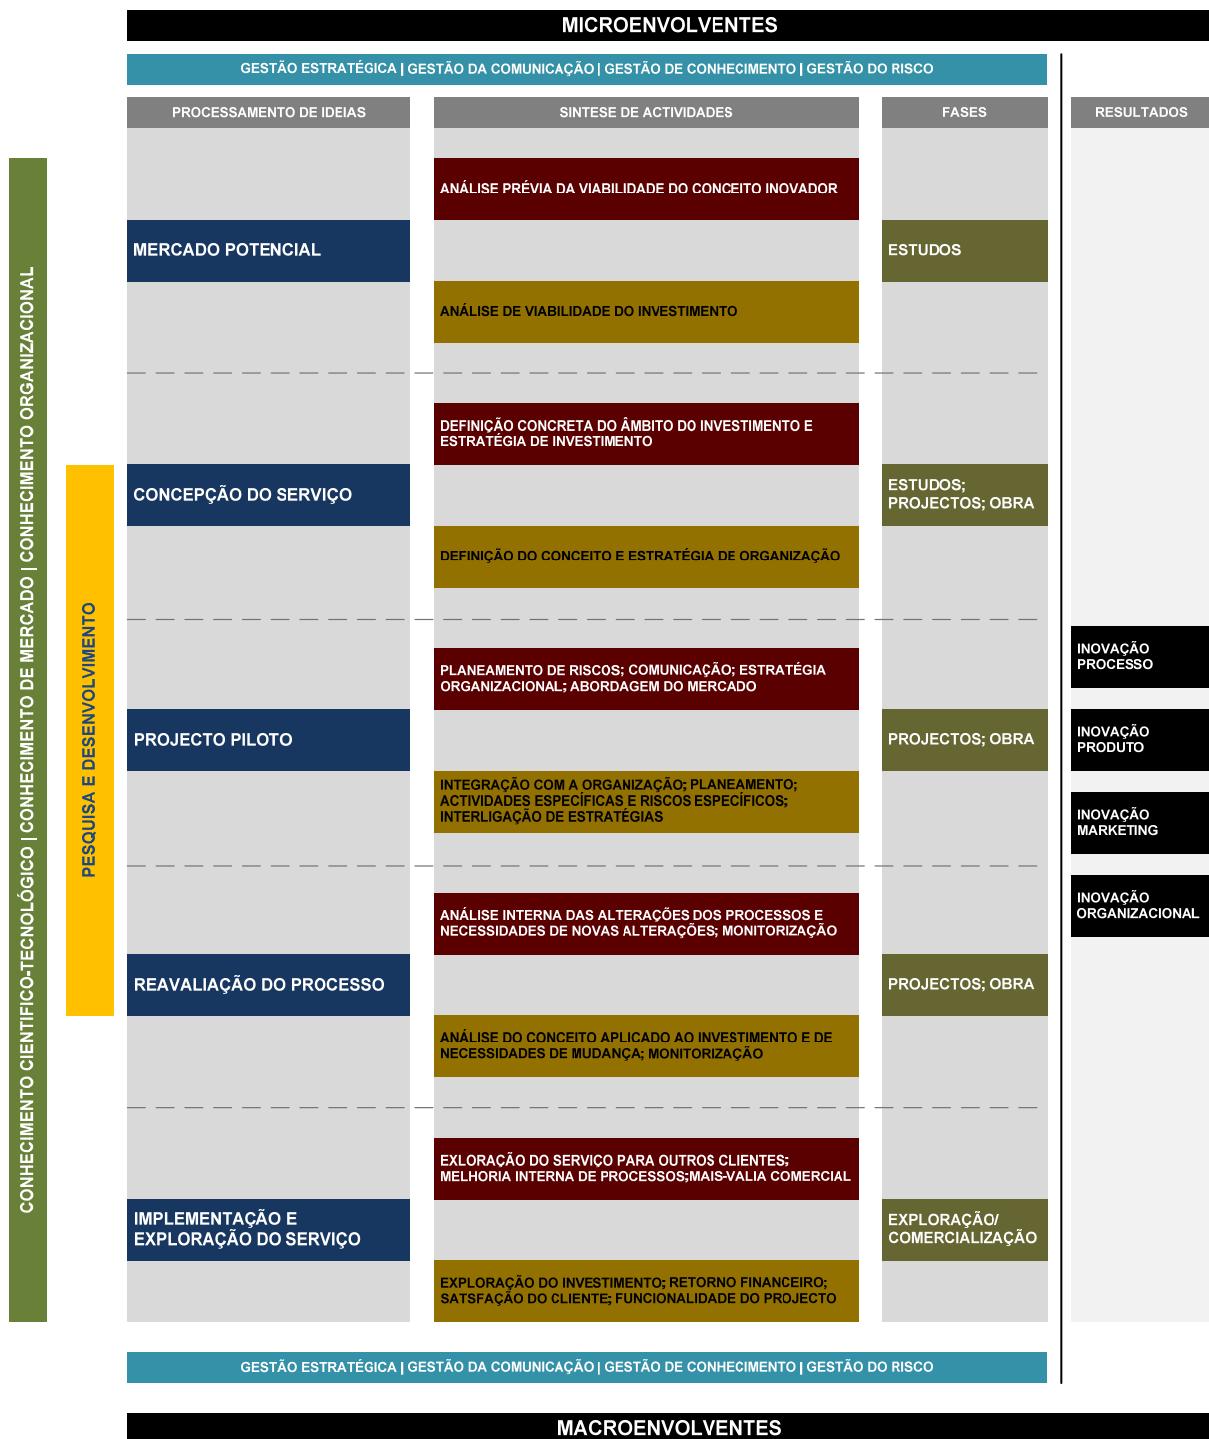 MICROENVOLVENTES
GESTÃO ESTRATÉGICA | GESTÃO DA COMUNICAÇÃO | GESTÃO DE CONHECIMENTO | GESTÃO DO RISCO
PROCESSAMENTO DE IDEIAS
SINTESE DE ACTIVIDADES
FASES
RESULTADOS
CONHECIMENTO CIENTIFICO-TECNOLÓGICO | CONHECIMENTO DE MERCADO | CONHECIMENTO ORGANIZACIONAL
PESQUISA E DESENVOLVIMENTO
ANÁLISE PRÉVIA DA VIABILIDADE DO CONCEITO INOVADOR
MERCADO POTENCIAL
ESTUDOS
ANÁLISE DE VIABILIDADE DO INVESTIMENTO
DEFINIÇÃO CONCRETA DO ÂMBITO DO INVESTIMENTO E
ESTRATÉGIA DE INVESTIMENTO
CONCEPÇÃO DO SERVIÇO
ESTUDOS;
PROJECTOS; OBRA
DEFINIÇÃO DO CONCEITO E ESTRATÉGIA DE ORGANIZAÇÃO
PLANEAMENTO DE RISCOS; COMUNICAÇÃO; ESTRATÉGIA
ORGANIZACIONAL; ABORDAGEM DO MERCADO
PROJECTO PILOTO
PROJECTOS; OBRA
INTEGRAÇÃO COM A ORGANIZAÇÃO; PLANEAMENTO;
ACTIVIDADES ESPECÍFICAS E RISCOS ESPECÍFICOS;
INTERLIGAÇÃO DE ESTRATÉGIAS
INOVAÇÃO
PROCESSO
INOVAÇÃO
PRODUTO
INOVAÇÃO
MARKETING
INOVAÇÃO
ORGANIZACIONAL
ANÁLISE INTERNA DAS ALTERAÇÕES DOS PROCESSOS E
NECESSIDADES DE NOVAS ALTERAÇÕES; MONITORIZAÇÃO
REAVALIAÇÃO DO PROCESSO
PROJECTOS; OBRA
ANÁLISE DO CONCEITO APLICADO AO INVESTIMENTO E DE
NECESSIDADES DE MUDANÇA; MONITORIZAÇÃO
EXLORAÇÃO DO SERVIÇO PARA OUTROS CLIENTES;
MELHORIA INTERNA DE PROCESSOS;MAIS-VALIA COMERCIAL
IMPLEMENTAÇÃO E
EXPLORAÇÃO DO SERVIÇO
EXPLORAÇÃO/
COMERCIALIZAÇÃO
EXPLORAÇÃO DO INVESTIMENTO; RETORNO FINANCEIRO;
SATSFAÇÃO DO CLIENTE; FUNCIONALIDADE DO PROJECTO
GESTÃO ESTRATÉGICA | GESTÃO DA COMUNICAÇÃO | GESTÃO DE CONHECIMENTO | GESTÃO DO RISCO
MACROENVOLVENTES